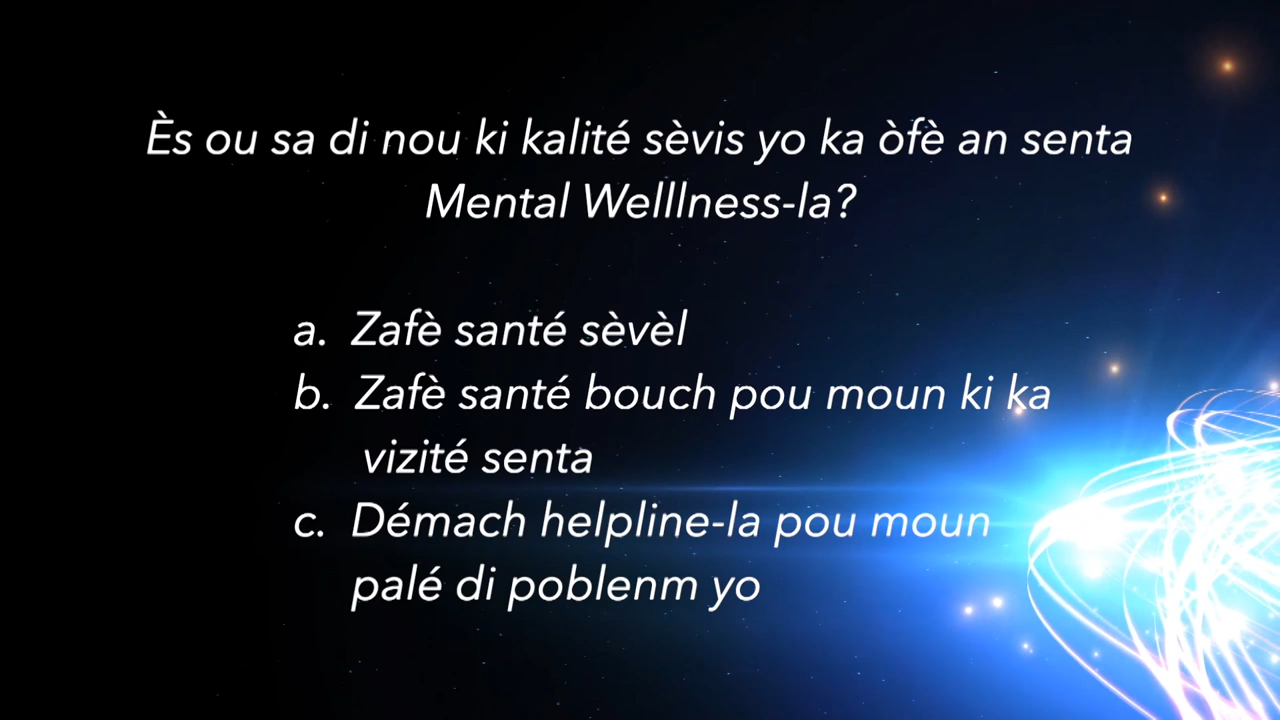 Ès ou sa di nou ki kalité sèvis yo ka òfè an senta
Mental Welllness-la?
a. Zafè santé sèvèl
b. Zafè santé bouch pou moun ki ka
vizité senta
c. Démach helpline-la pou moun
palé di poblenm yo